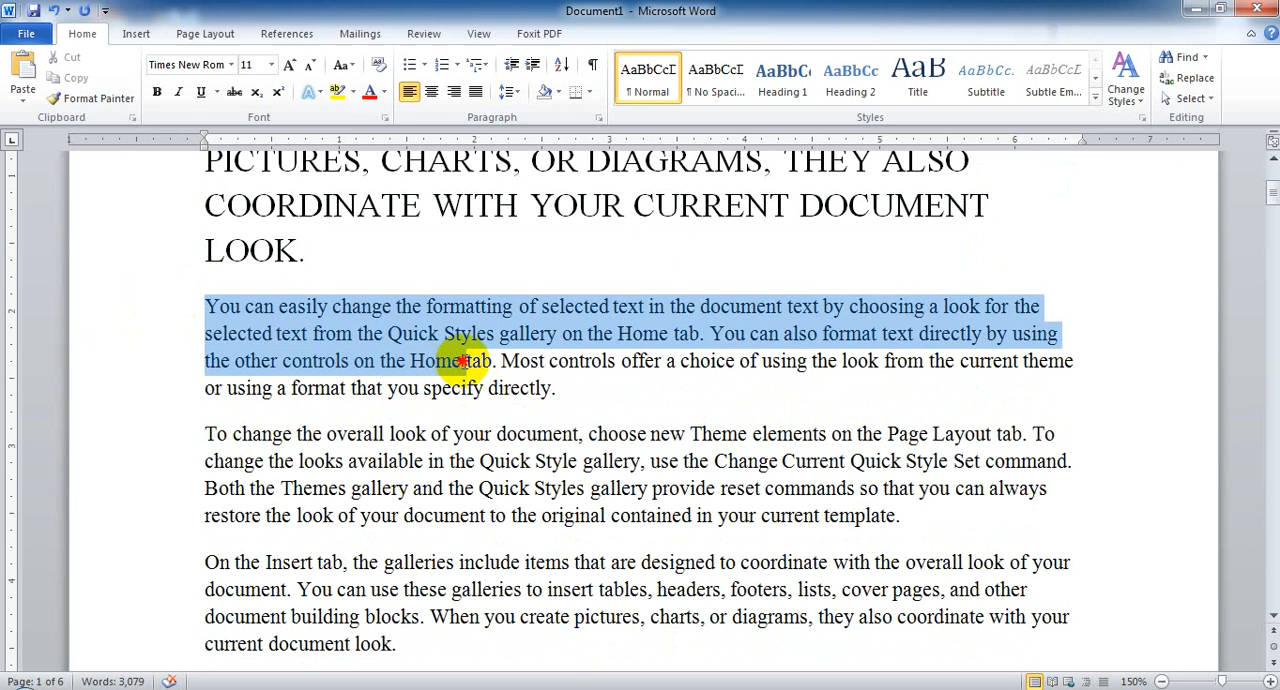 Document1 - Microsoft Word
File Home Insert Page Layout References Mailings Review View Foxit PDF
Paste
Cut
Copy
Format Painter
Clipboard
Times New Rom 11
Font
Paragraph
AaBbCcD AaBbCcD AaBbCc AaBbCc AaB AaBbCcD AaBbCcD
¶ Normal ¶ No Spaci... Heading 1 Heading 2 Title Subtitle Subtle Em...
Change Styles
Styles
Find
Replace
Select
Editing
1 1 2 3 4 5 6 7
PICTURES, CHARTS, OR DIAGRAMS, THEY ALSO
COORDINATE WITH YOUR CURRENT DOCUMENT
LOOK.
You can easily change the formatting of selected text in the document text by choosing a look for the
selected text from the Quick Styles gallery on the Home tab. You can also format text directly by using
the other controls on the Home tab. Most controls offer a choice of using the look from the current theme
or using a format that you specify directly.
To change the overall look of your document, choose new Theme elements on the Page Layout tab. To
change the looks available in the Quick Style gallery, use the Change Current Quick Style Set command.
Both the Themes gallery and the Quick Styles gallery provide reset commands so that you can always
restore the look of your document to the original contained in your current template.
On the Insert tab, the galleries include items that are designed to coordinate with the overall look of your
document. You can use these galleries to insert tables, headers, footers, lists, cover pages, and other
document building blocks. When you create pictures, charts, or diagrams, they also coordinate with your
current document look.
Page: 1 of 6 Words: 3,079 150%